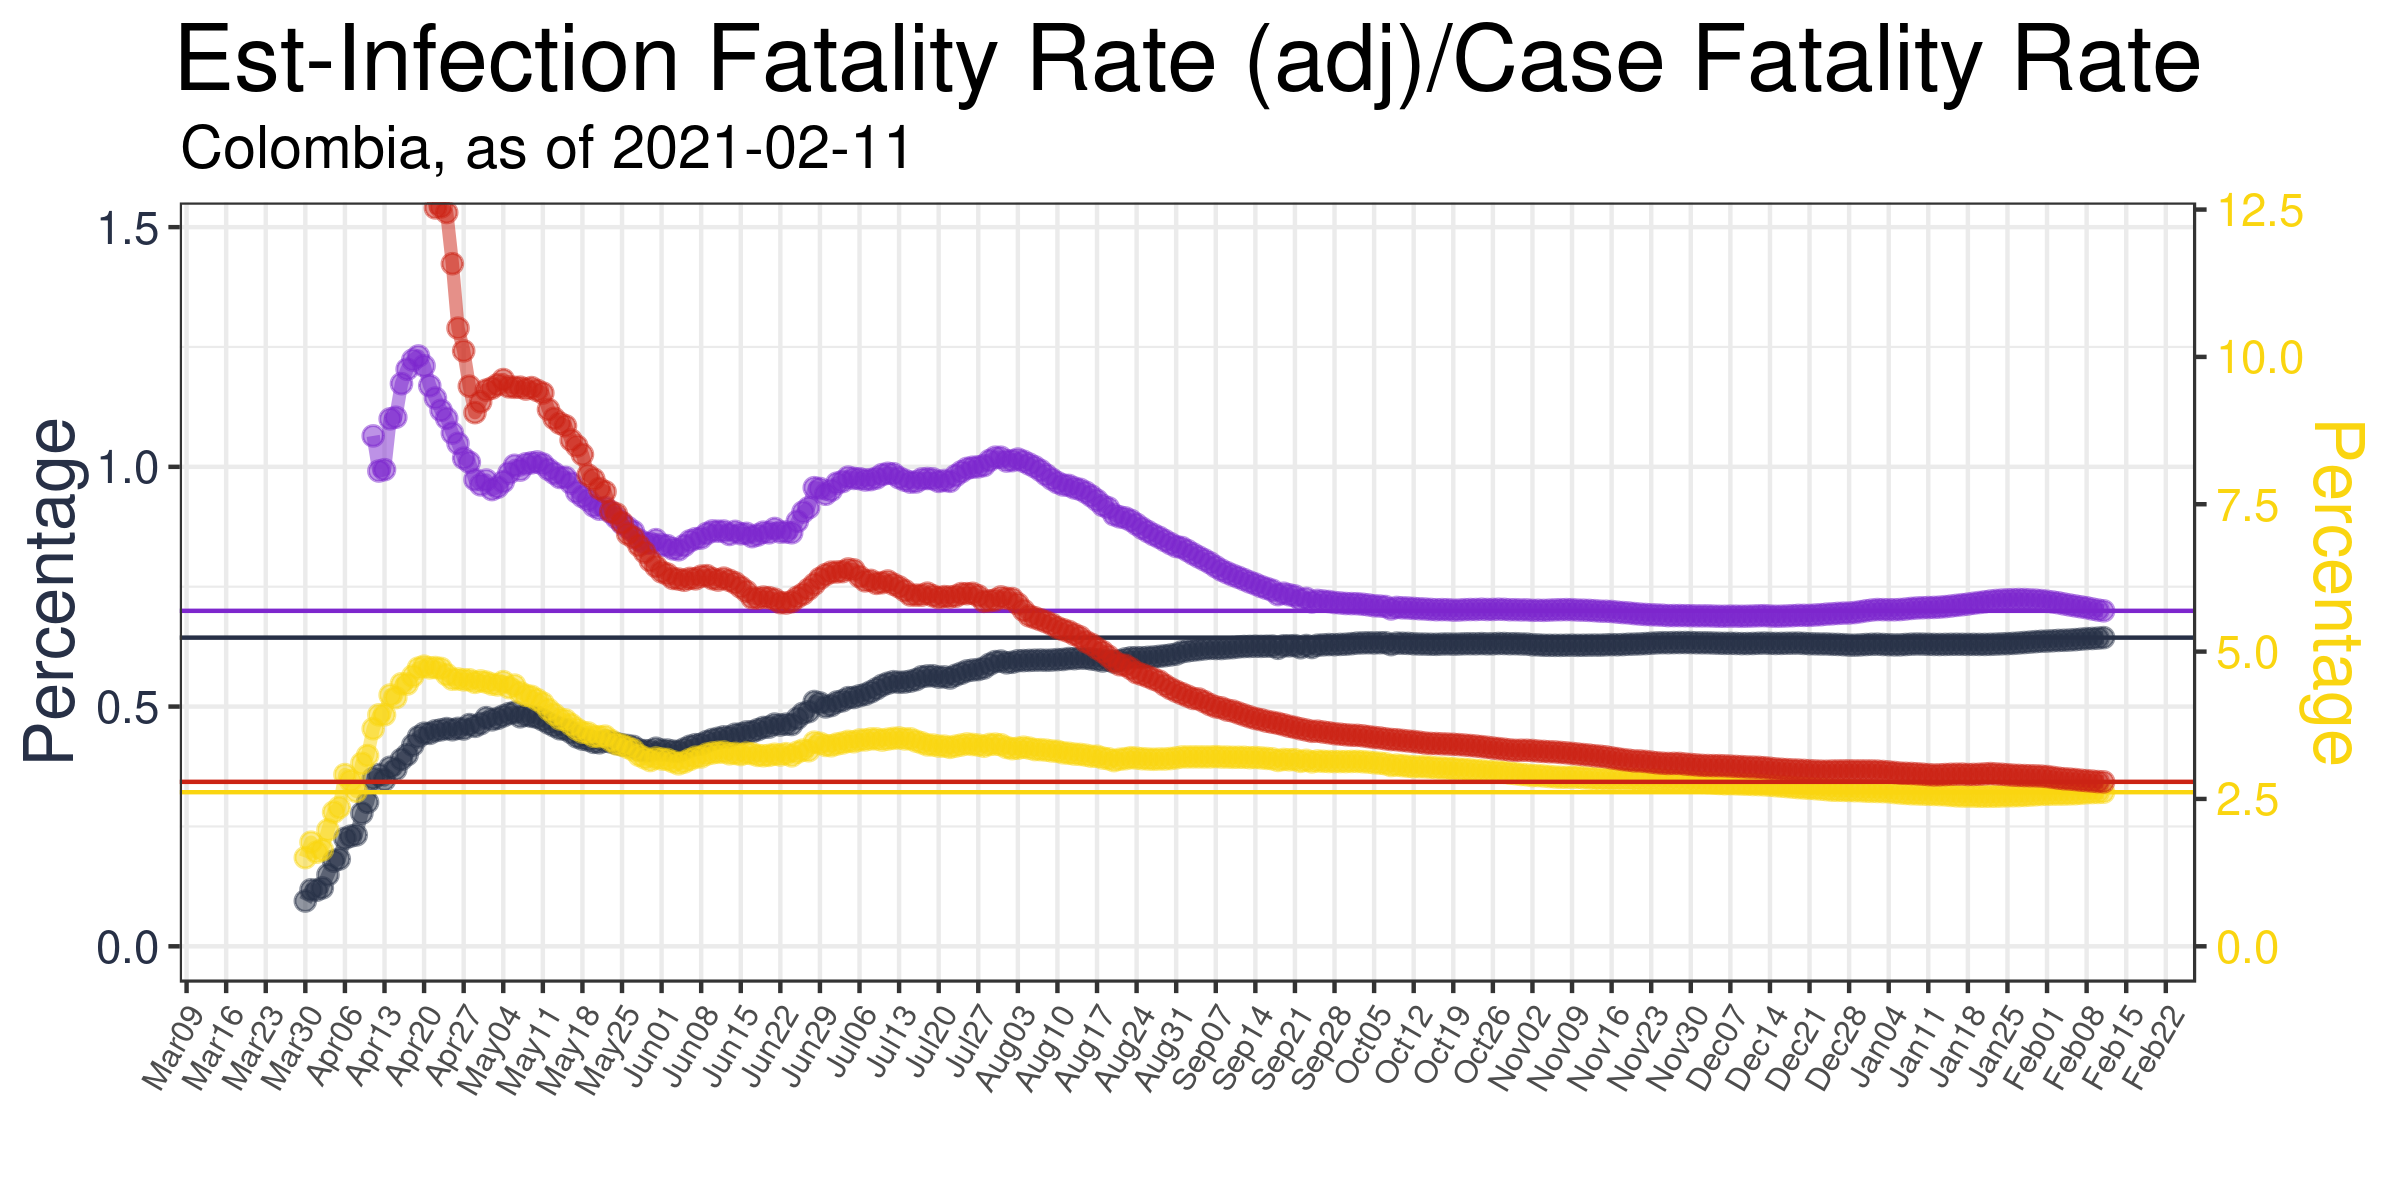 Est-Infection Fatality Rate (adj)/Case Fatality Rate
Colombia, as of 2021-02-11
Percentage
1.5
1.0
0.5
0.0
12.5
10.0
7.5
5.0
2.5
0.0
Percentage
Mar09
Mar16
Mar23
Mar30
Apr06
Apr13
Apr20
Apr27
May04
May11
May18
May25
Jun01
Jun08
Jun15
Jun22
Jun29
Jul06
Jul13
Jul20
Jul27
Aug03
Aug10
Aug17
Aug24
Aug31
Sep07
Sep14
Sep21
Sep28
Oct05
Oct12
Oct19
Oct26
Nov02
Nov09
Nov16
Nov23
Nov30
Dec07
Dec14
Dec21
Dec28
Jan04
Jan11
Jan18
Jan25
Feb01
Feb08
Feb15
Feb22